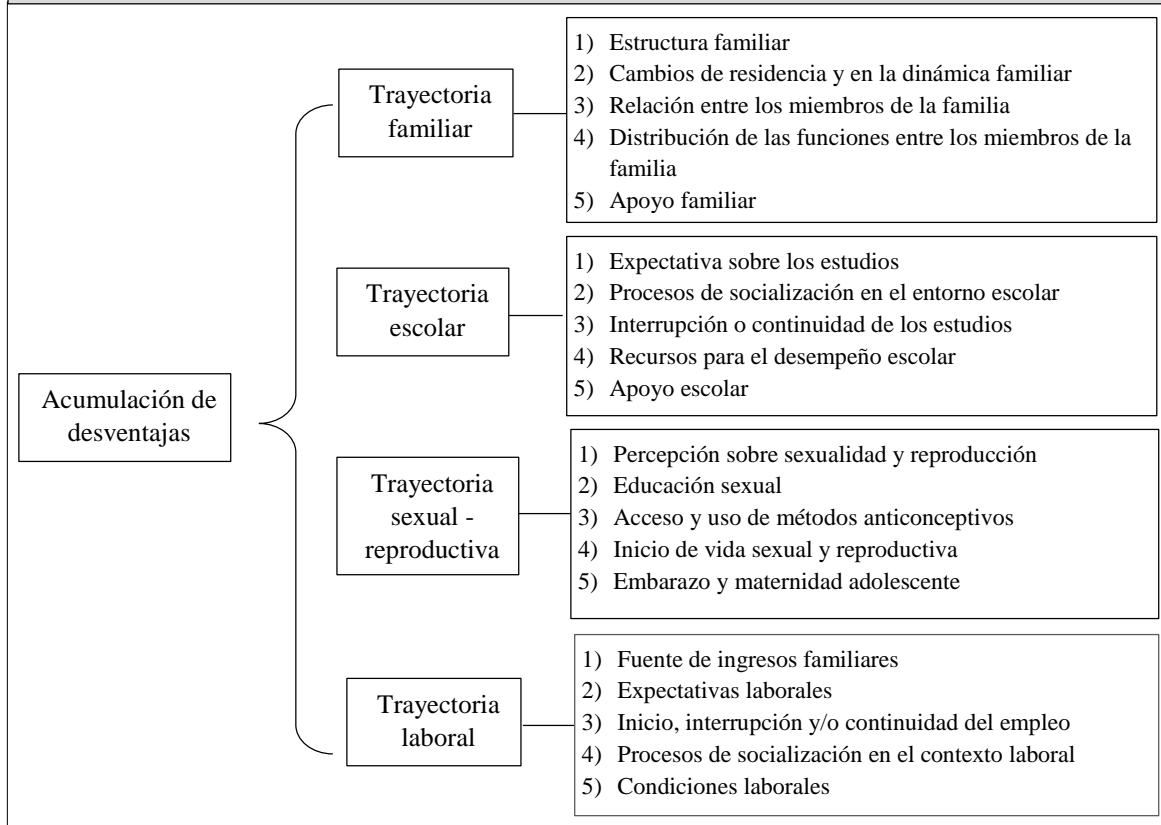 Acumulación de
desventajas
Trayectoria
familiar
1) Estructura familiar
2) Cambios de residencia y en la dinámica familiar
3) Relación entre los miembros de la familia
4) Distribución de las funciones entre los miembros de la
familia
5) Apoyo familiar
Trayectoria
escolar
1) Expectativa sobre los estudios
2) Procesos de socialización en el entorno escolar
3) Interrupción o continuidad de los estudios
4) Recursos para el desempeño escolar
5) Apoyo escolar
Trayectoria
sexual -
reproductiva
1) Percepción sobre sexualidad y reproducción
2) Educación sexual
3) Acceso y uso de métodos anticonceptivos
4) Inicio de vida sexual y reproductiva
5) Embarazo y maternidad adolescente
Trayectoria
laboral
1) Fuente de ingresos familiares
2) Expectativas laborales
3) Inicio, interrupción y/o continuidad del empleo
4) Procesos de socialización en el contexto laboral
5) Condiciones laborales